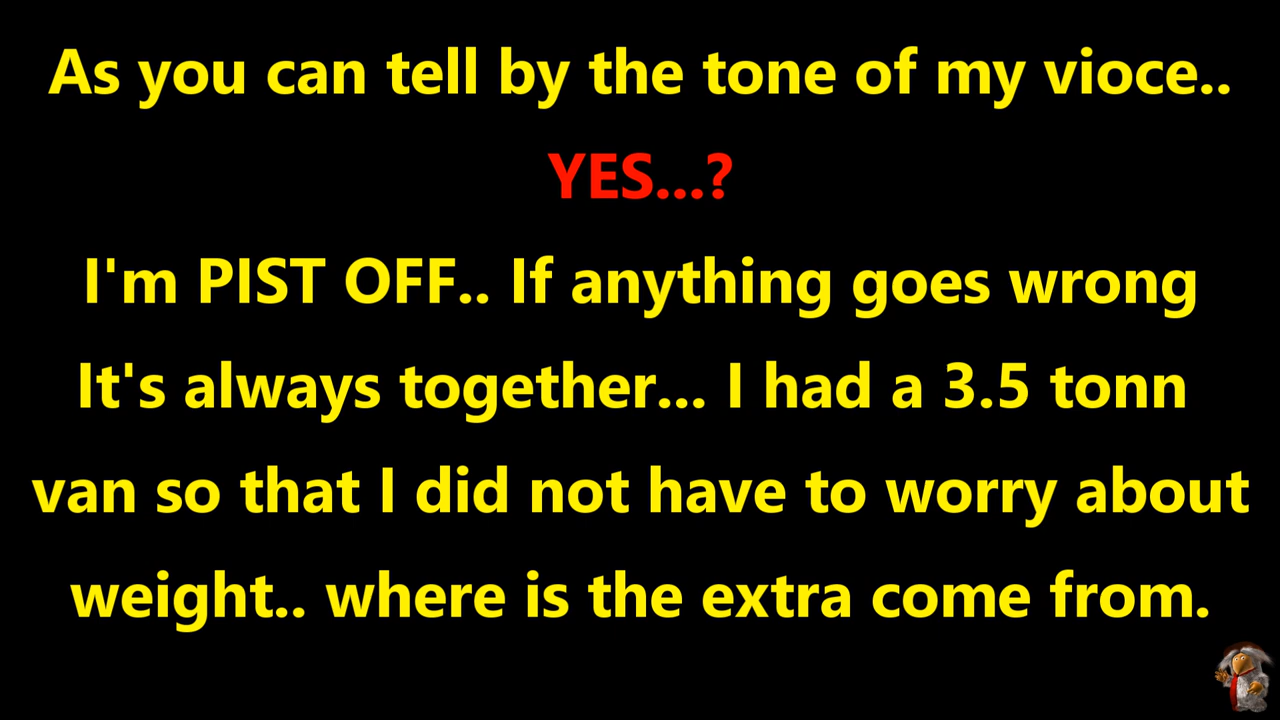 As you can tell by the tone of my vioce..
YES...?
I'm PIST OFF.. If anything goes wrong
It's always together... I had a 3.5 tonn
van so that I did not have to worry about
weight.. where is the extra come from.